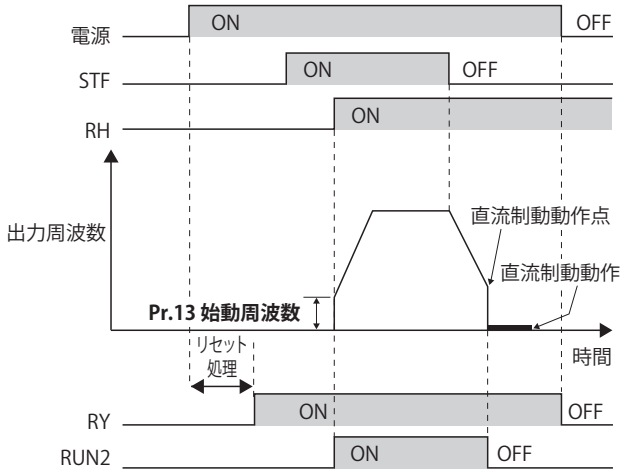 電源 ON OFF
STF ON OFF
RH ON
出力周波数
直流制動動作点
直流制動動作
Pr.13 始動周波数
時間
リセット
処理
RY ON OFF
RUN2 ON OFF